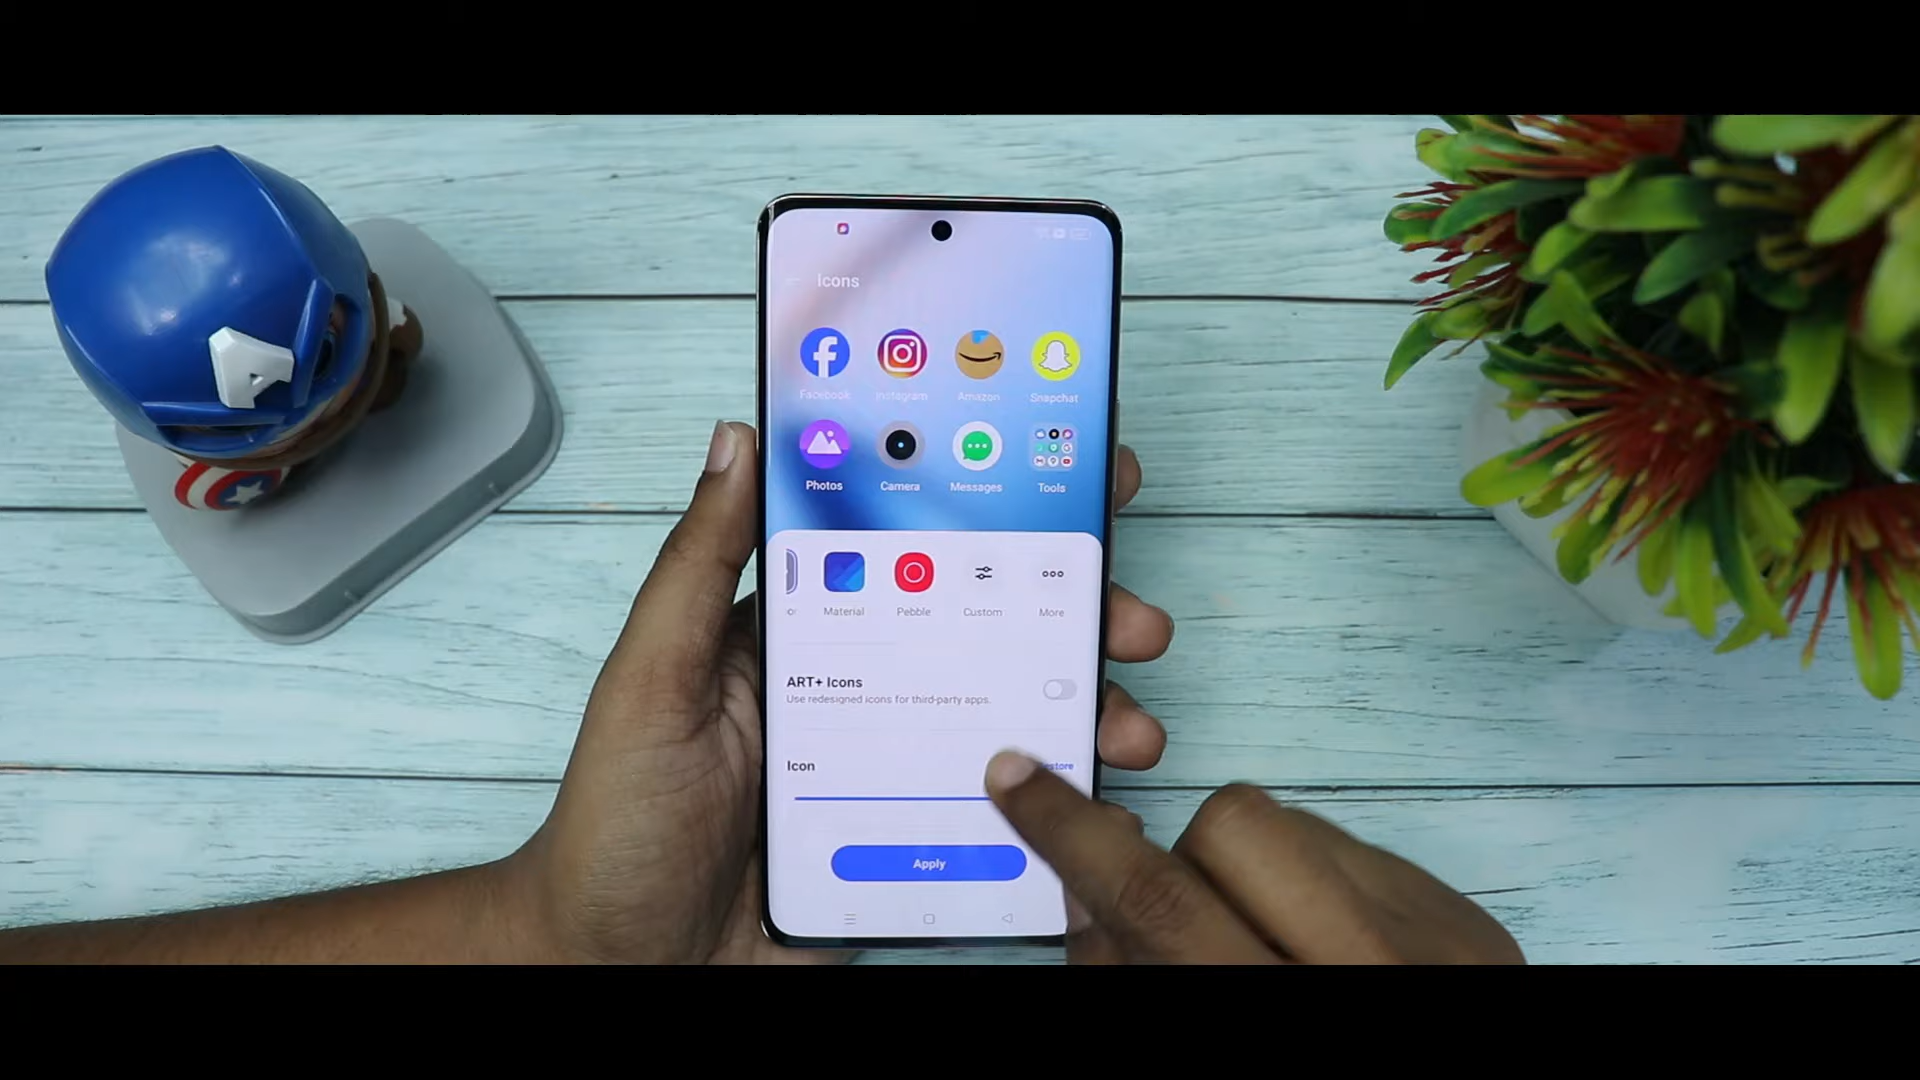 Icons
Facebook Instagram Amazon Snapchat
Photos Camera Messages Tools
Material Pebble Custom More
ART+ Icons
Use redesigned icons for third-party apps.
Icon
Apply
A